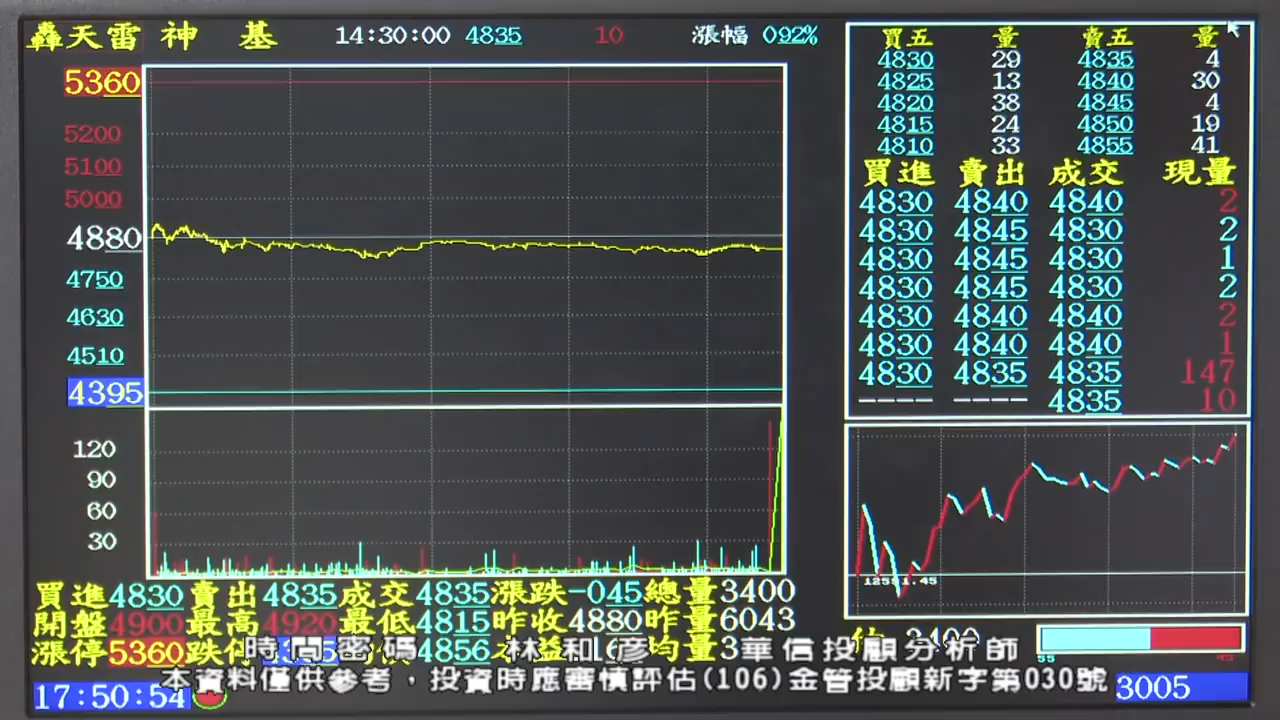 轟天雷 神 基 14:30:00 4835 10 漲幅 092%
5360
5200
5100
5000
4880
4750
4630
4510
4395
120
90
60
30
買五 量 賣五 量
4830 29 4835 4
4825 13 4840 30
4820 38 4845 4
4815 24 4850 19
4810 33 4855 41
買進 賣出 成交 現量
4830 4840 4840 2
4830 4845 4830 2
4830 4845 4830 1
4830 4845 4830 2
4830 4840 4840 2
4830 4840 4840 1
4830 4835 4835 147
---- ---- 4835 10
買進4830 賣出4835 成交4835 漲跌-045 總量3400
開盤4900 最高4920 最低4815 昨收4880 昨量6043
漲停5360 4856 均量3
時間密碼 林和彥 華信投顧分析師
本資料僅供參考，投資時應審慎評估(106)金管投顧新字第030號
17:50:54 3005